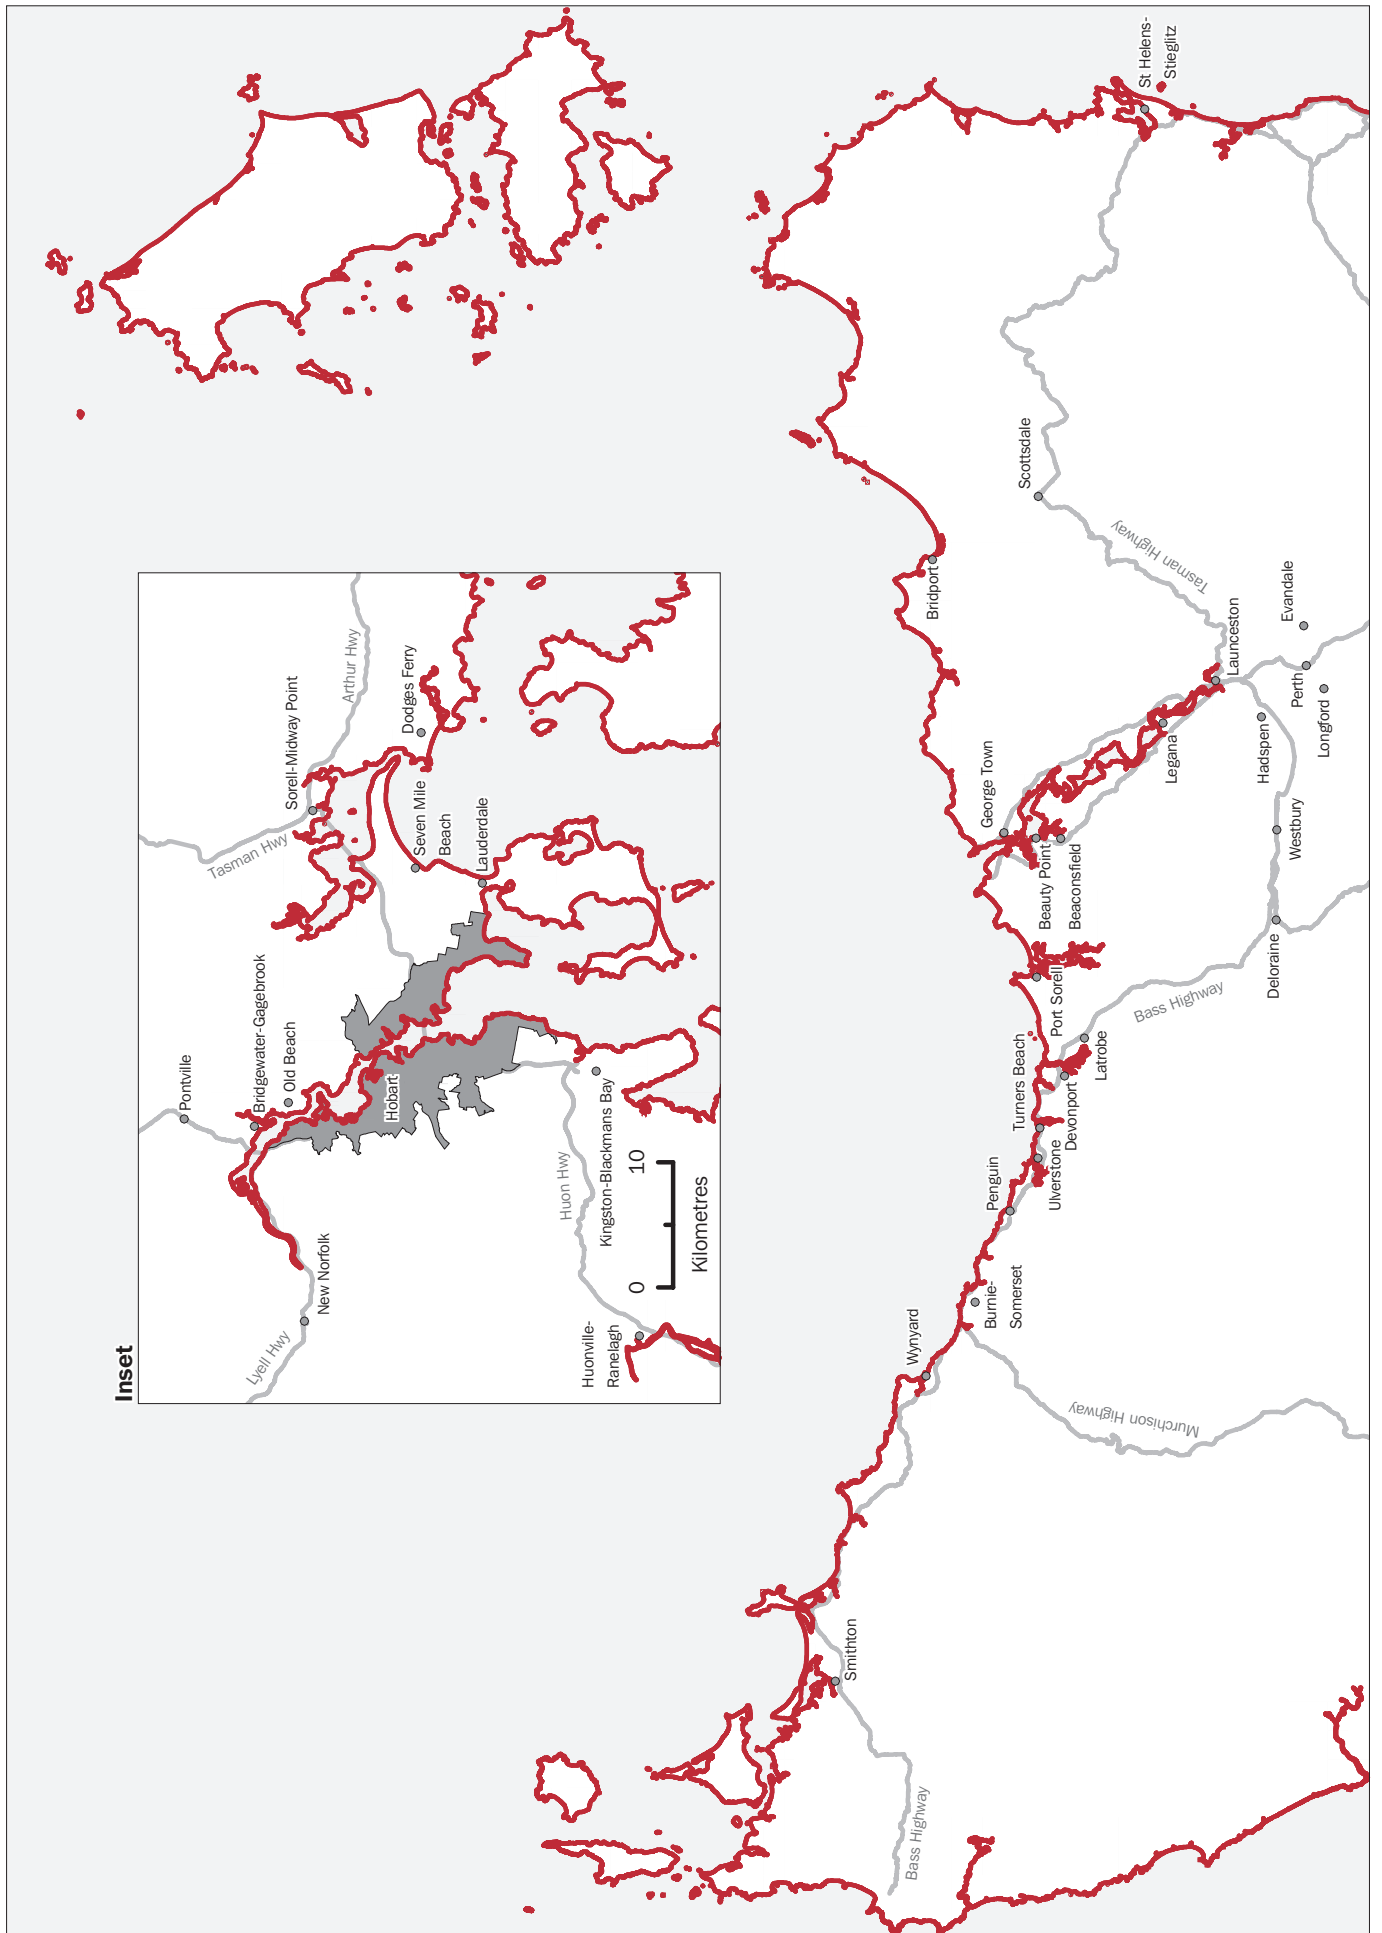 Inset
Pontville
Bridgewater-Gagebrook
Old Beach
Tasman Hwy
Sorell-Midway Point
Arthur Hwy
Lyell Hwy
New Norfolk
Hobart
Seven Mile
Beach
Dodges Ferry
Lauderdale
Huon Hwy
Kingston-Blackmans Bay
Huonville-
Ranelagh
0
10
Kilometres
St Helens-
Stieglitz
Scottsdale
Tasman Highway
Bridport
Launceston
Evandale
Perth
Longford
Hadspen
Legana
George Town
Beauty Point
Beaconsfield
Westbury
Deloraine
Port Sorell
Bass Highway
Latrobe
Turners Beach
Devonport
Ulverstone
Penguin
Burnie-
Somerset
Wynyard
Murchison Highway
Smithton
Bass Highway